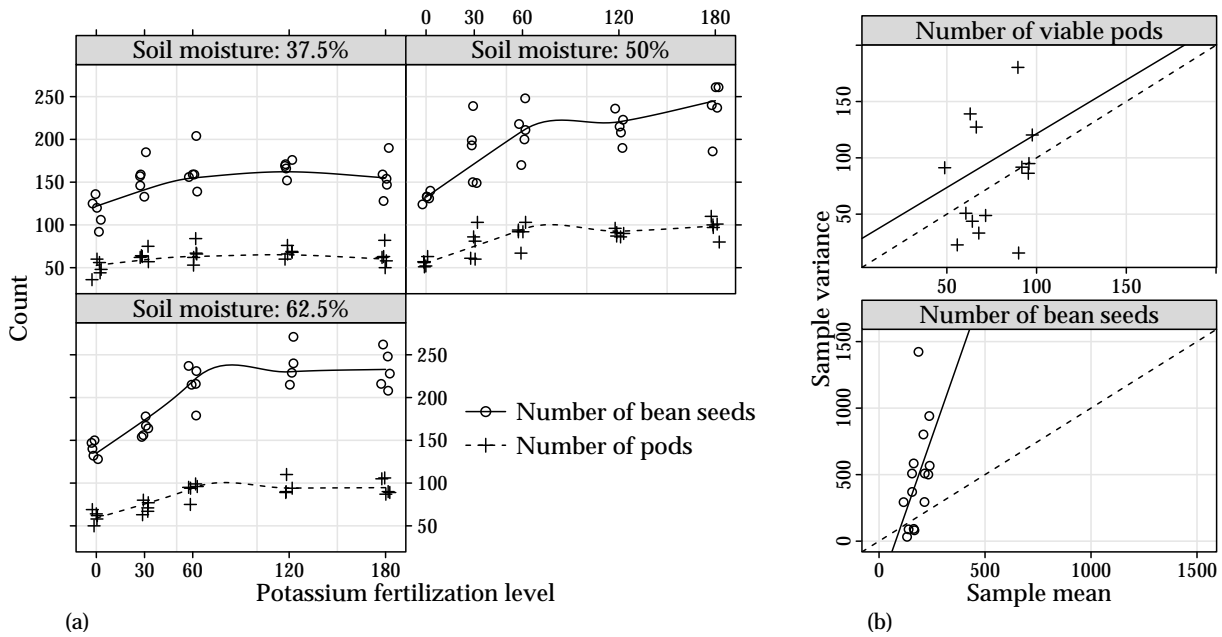 0 30 60 120 180
Soil moisture: 37.5%
Soil moisture: 50%
250
200
150
100
50
Soil moisture: 62.5%
250
200
150
100
50
Count
0 30 60 120 180
Potassium fertilization level
Number of bean seeds
Number of pods
(a)
Number of viable pods
150
100
50
50 100 150
Number of bean seeds
1500
1000
500
0
0 500 1000 1500
Sample variance
Sample mean
(b)